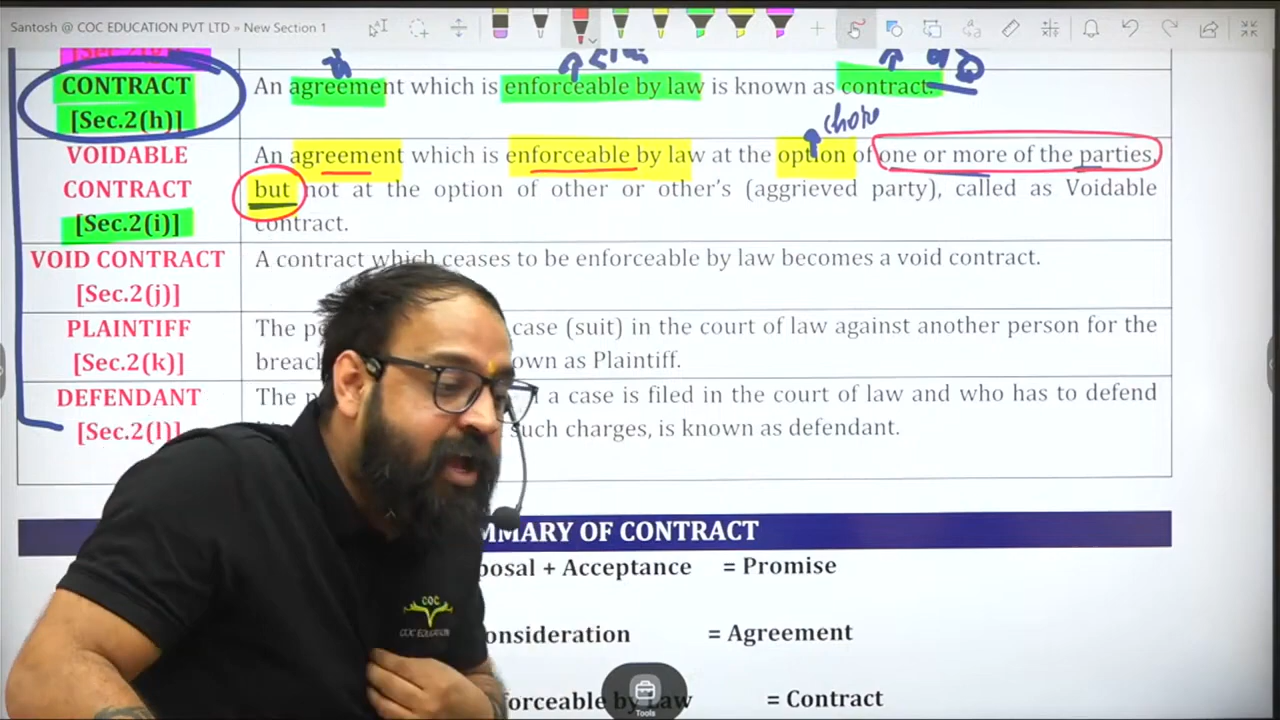 Santosh @ COC EDUCATION PVT LTD » New Section 1
CONTRACT
[Sec.2(h)]
An agreement which is enforceable by law is known as contract.
chore
VOIDABLE
CONTRACT
[Sec.2(i)]
An agreement which is enforceable by law at the option of one or more of the parties,
but not at the option of other or other's (aggrieved party), called as Voidable
contract.
VOID CONTRACT
[Sec.2(j)]
A contract which ceases to be enforceable by law becomes a void contract.
PLAINTIFF
[Sec.2(k)]
The case (suit) in the court of law against another person for the
own as Plaintiff.
DEFENDANT
[Sec.2(l)]
The a case is filed in the court of law and who has to defend
such charges, is known as defendant.
MMARY OF CONTRACT
posal + Acceptance = Promise
onsideration = Agreement
forceable by Law = Contract
Tools
COC
COC EDUCATION